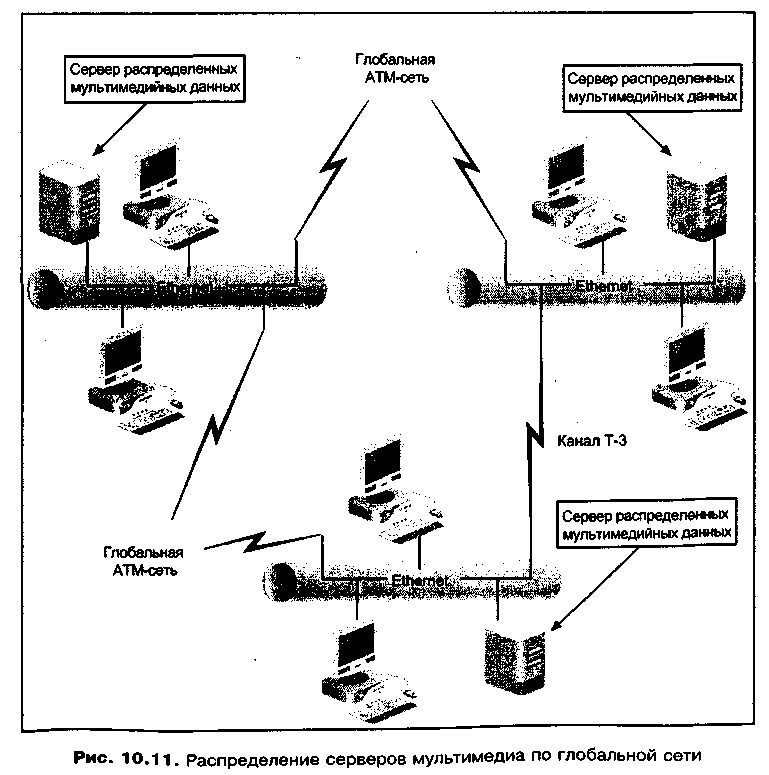 Глобальная
АТМ-сеть
Сервер распределенных
мультимедийных данных
Сервер распределенных
мультимедийных данных
Ethernet
Ethernet
Канал Т-3
Сервер распределенных
мультимедийных данных
Глобальная
АТМ-сеть
Ethernet
Рис. 10.11. Распределение серверов мультимедиа по глобальной сети